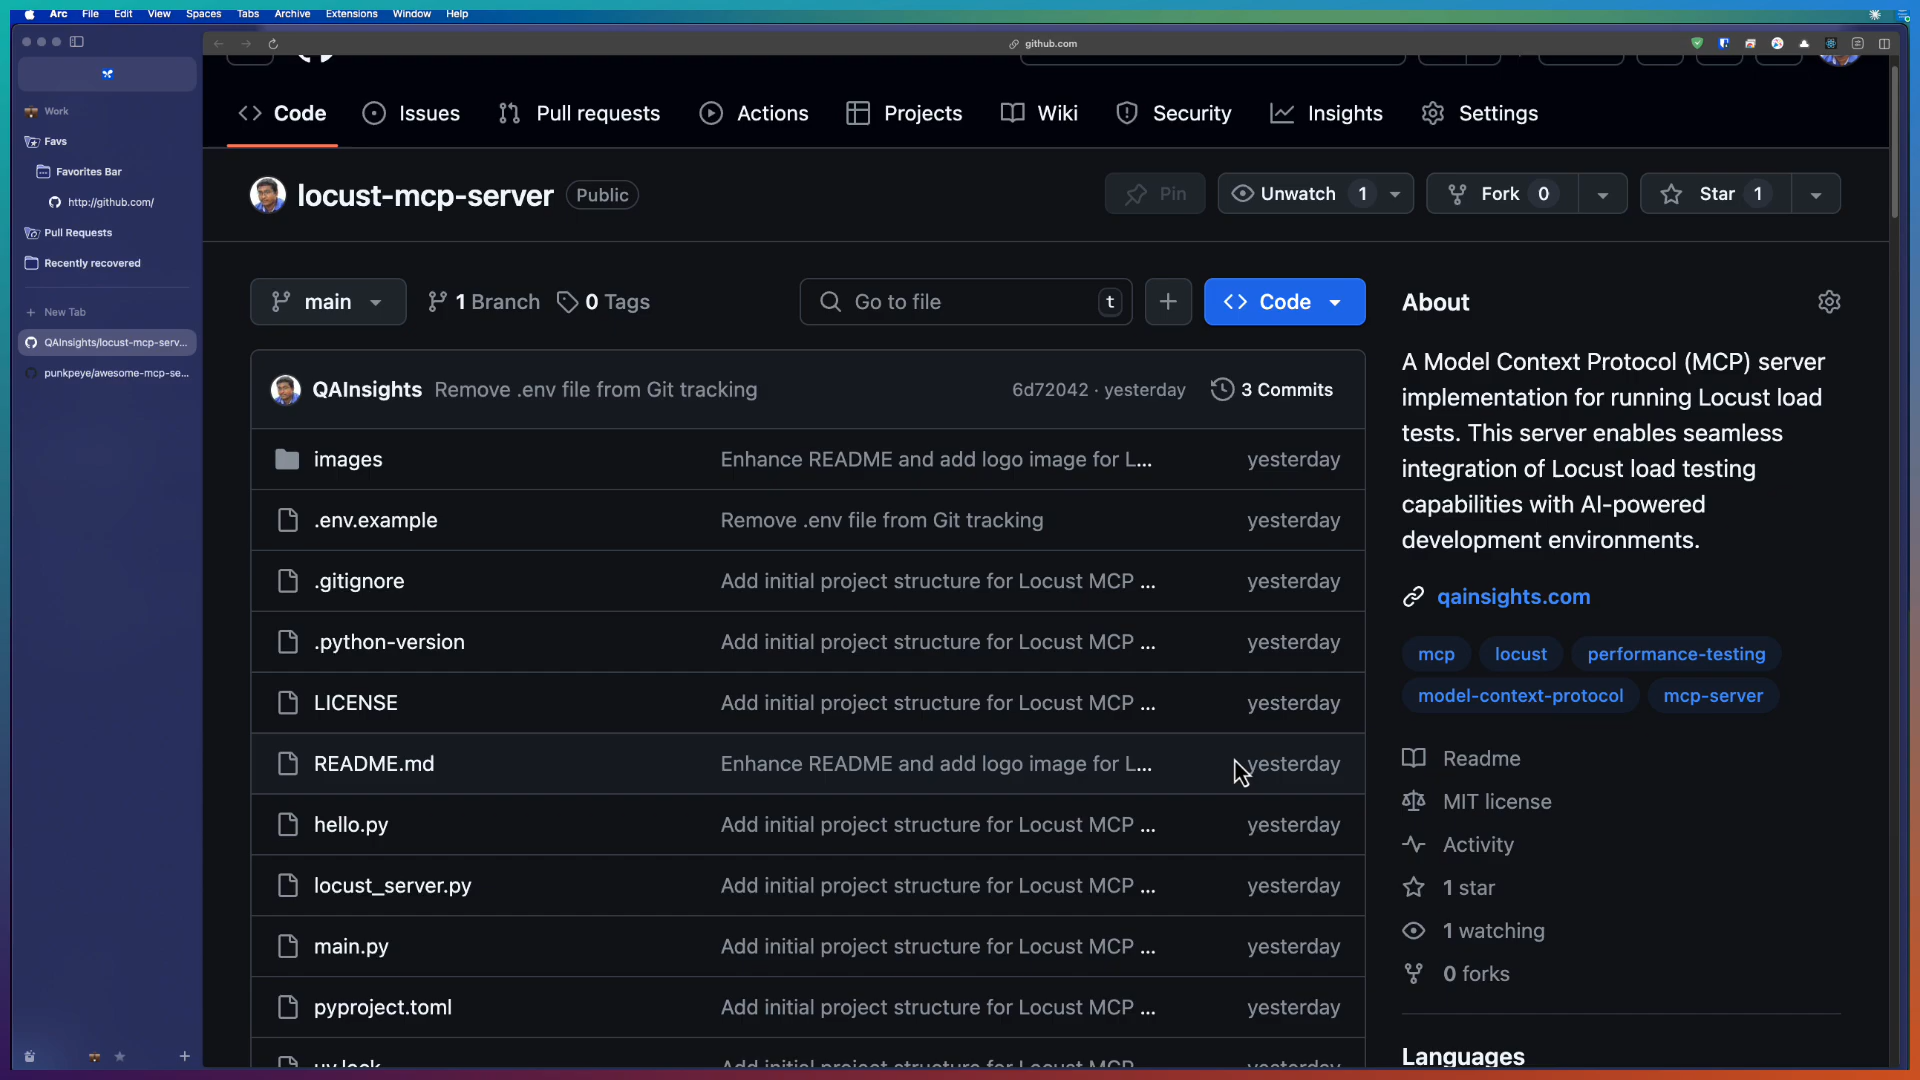 Arc File Edit View Spaces Tabs Archive Extensions Window Help
github.com
Work
Favs
Favorites Bar
http://github.com/
Pull Requests
Recently recovered
New Tab
QAInsights/locust-mcp-serv...
punkpeye/awesome-mcp-se...
Code Issues Pull requests Actions Projects Wiki Security Insights Settings
locust-mcp-server Public Pin Unwatch 1 Fork 0 Star 1
main 1 Branch 0 Tags Go to file t Code
QAInsights Remove .env file from Git tracking 6d72042 · yesterday 3 Commits
images Enhance README and add logo image for L... yesterday
.env.example Remove .env file from Git tracking yesterday
.gitignore Add initial project structure for Locust MCP ... yesterday
.python-version Add initial project structure for Locust MCP ... yesterday
LICENSE Add initial project structure for Locust MCP ... yesterday
README.md Enhance README and add logo image for L... yesterday
hello.py Add initial project structure for Locust MCP ... yesterday
locust_server.py Add initial project structure for Locust MCP ... yesterday
main.py Add initial project structure for Locust MCP ... yesterday
pyproject.toml Add initial project structure for Locust MCP ... yesterday
uv.lock Add initial project structure for Locust MCP ... yesterday
About
A Model Context Protocol (MCP) server
implementation for running Locust load
tests. This server enables seamless
integration of Locust load testing
capabilities with AI-powered
development environments.
qainsights.com
mcp locust performance-testing
model-context-protocol mcp-server
Readme
MIT license
Activity
1 star
1 watching
0 forks
Languages